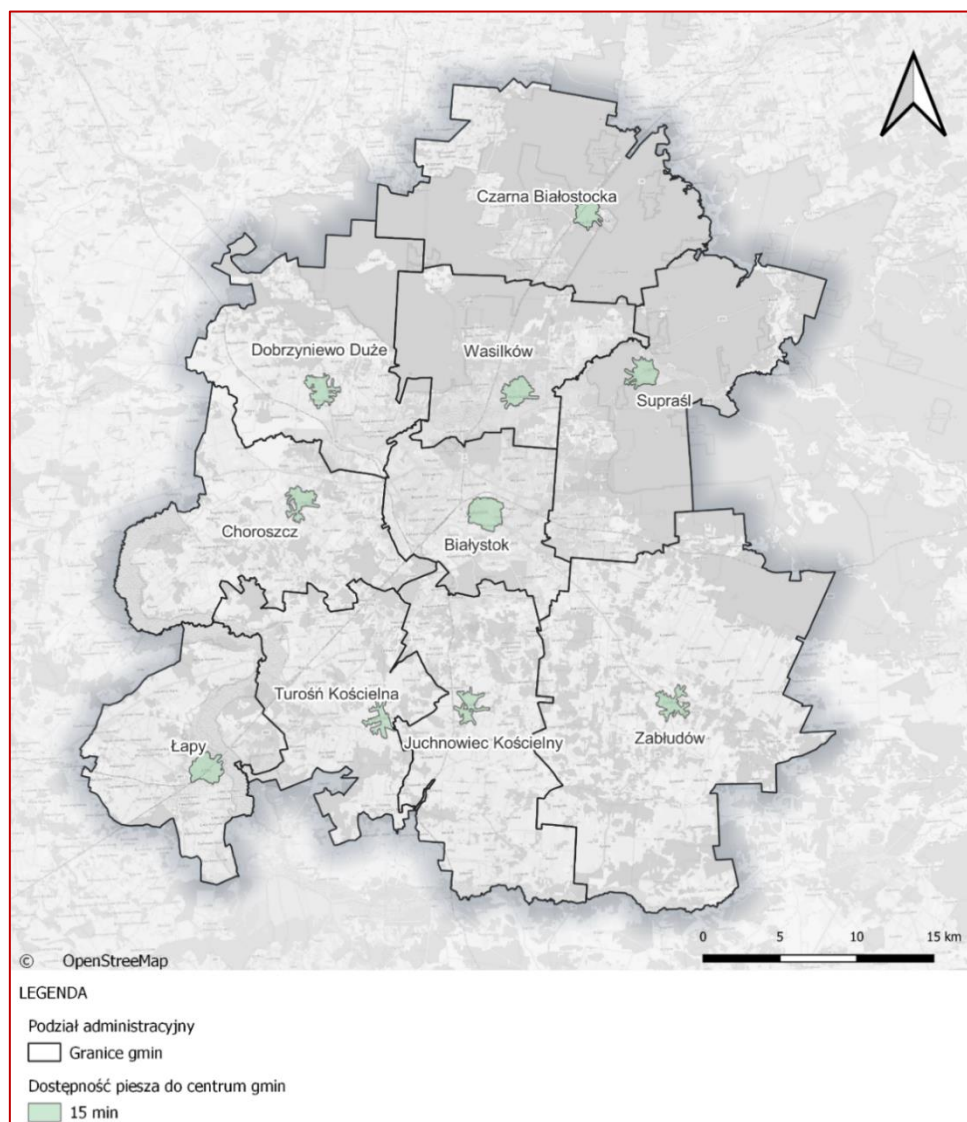 Czarna Białostocka
Dobrzyniewo Duże
Wasilków
Supraśl
Choroszcz
Białystok
Turośń Kościelna
Łapy
Juchnowiec Kościelny
Zabłudów
0 5 10 15 km
© OpenStreetMap
LEGENDA
Podział administracyjny
Granice gmin
Dostępność piesza do centrum gmin
15 min